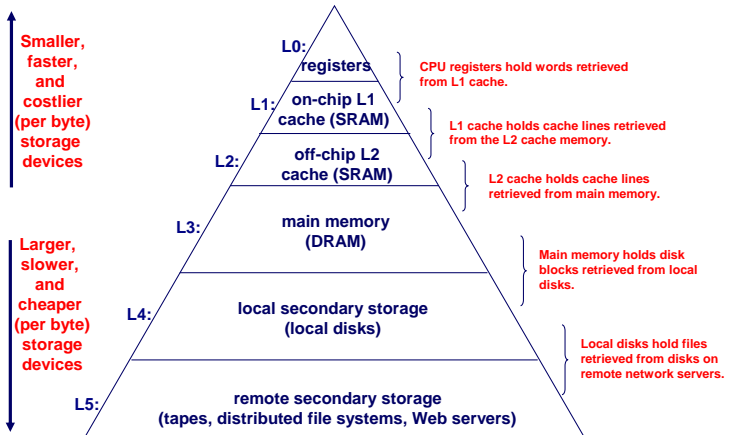 Smaller,
faster,
and
costlier
(per byte)
storage
devices
Larger,
slower,
and
cheaper
(per byte)
storage
devices
L0:
registers
CPU registers hold words retrieved
from L1 cache.
L1:
on-chip L1
cache (SRAM)
L1 cache holds cache lines retrieved
from the L2 cache memory.
L2:
off-chip L2
cache (SRAM)
L2 cache holds cache lines
retrieved from main memory.
L3:
main memory
(DRAM)
Main memory holds disk
blocks retrieved from local
disks.
L4:
local secondary storage
(local disks)
Local disks hold files
retrieved from disks on
remote network servers.
L5:
remote secondary storage
(tapes, distributed file systems, Web servers)